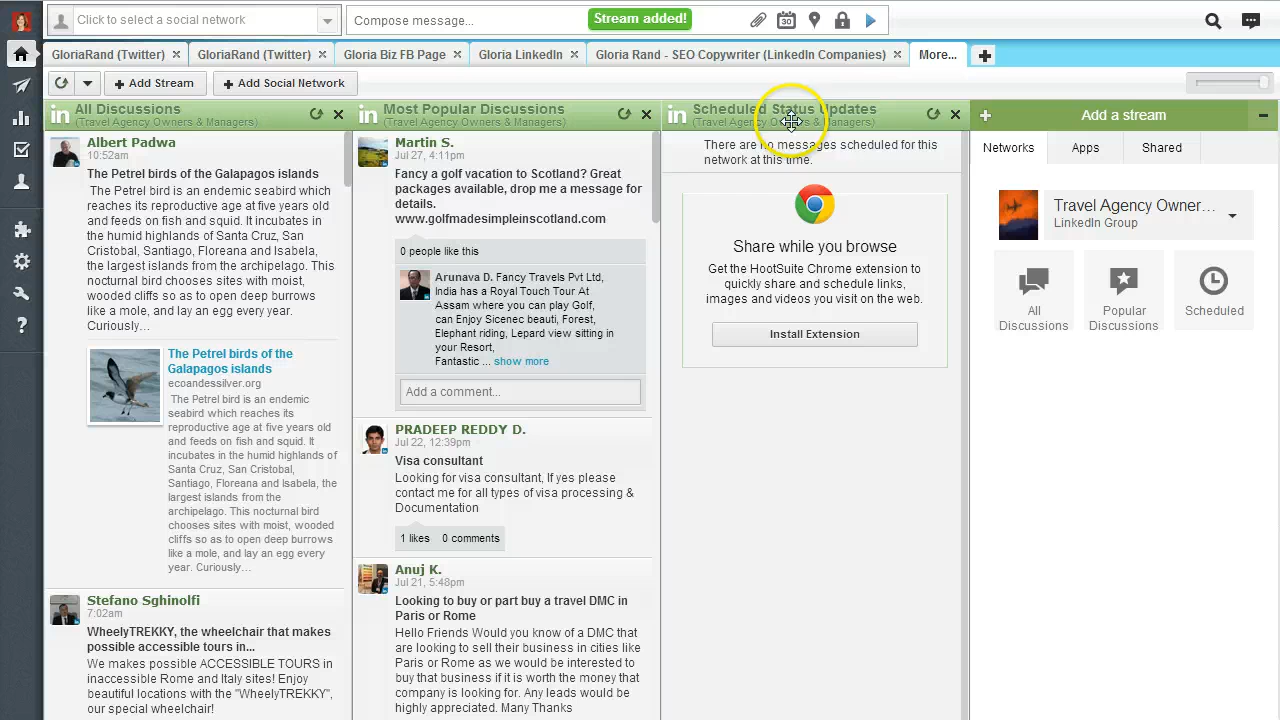 Click to select a social network
Compose message...
Stream added!
30
GloriaRand (Twitter)
GloriaRand (Twitter)
Gloria Biz FB Page
Gloria LinkedIn
Gloria Rand - SEO Copywriter (LinkedIn Companies)
More...
Add Stream
Add Social Network
in All Discussions
(Travel Agency Owners & Managers)
Albert Padwa
10:52am
The Petrel birds of the Galapagos islands
The Petrel bird is an endemic seabird which
reaches its reproductive age at five years old
and feeds on fish and squid. It incubates in
the humid highlands of Santa Cruz, San
Cristobal, Santiago, Floreana and Isabela,
the largest islands from the archipelago. This
nocturnal bird chooses sites with moist,
wooded cliffs so as to open deep burrows
like a mole, and lay an egg every year.
Curiously…
The Petrel birds of the
Galapagos islands
ecoandessilver.org
The Petrel bird is an endemic
seabird which reaches its
reproductive age at five years old
and feeds on fish and squid. It
incubates in the humid highlands of
Santa Cruz, San Cristobal,
Santiago, Floreana and Isabela, the
largest islands from the
archipelago. This nocturnal bird
chooses sites with moist, wooded
cliffs so as to open deep burrows
like a mole, and lay an egg every
year. Curiously…
Stefano Sghinolfi
7:02am
WheelyTREKKY, the wheelchair that makes
possible accessible tours in...
We makes possible ACCESSIBLE TOURS in
inaccessible Rome and Italy sites! Enjoy
beautiful locations with the "WheelyTREKKY",
our special wheelchair!
in Most Popular Discussions
(Travel Agency Owners & Managers)
Martin S.
Jul 27, 4:11pm
Fancy a golf vacation to Scotland? Great
packages available, drop me a message for
details.
www.golfmadesimpleinscotland.com
0 people like this
Arunava D. Fancy Travels Pvt Ltd,
India has a Royal Touch Tour At
Assam where you can play Golf,
can Enjoy Sicenec beauti, Forest,
Elephant riding, Lepard view sitting in
your Resort,
Fantastic ... show more
Add a comment...
PRADEEP REDDY D.
Jul 22, 12:39pm
Visa consultant
Looking for visa consultant, If yes please
contact me for all types of visa processing &
Documentation
1 likes 0 comments
Anuj K.
Jul 21, 5:48pm
Looking to buy or part buy a travel DMC in
Paris or Rome
Hello Friends Would you know of a DMC that
are looking to sell their business in cities like
Paris or Rome as we would be interested to
buy that business if it is worth the money that
company is looking for. Any leads would be
highly appreciated. Many Thanks
in Scheduled Status Updates
(Travel Agency Owners & Managers)
There are no messages scheduled for this
network at this time.
Share while you browse
Get the HootSuite Chrome extension to
quickly share and schedule links,
images and videos you visit on the web.
Install Extension
Add a stream
Networks
Apps
Shared
Travel Agency Owner...
LinkedIn Group
All
Discussions
Popular
Discussions
Scheduled